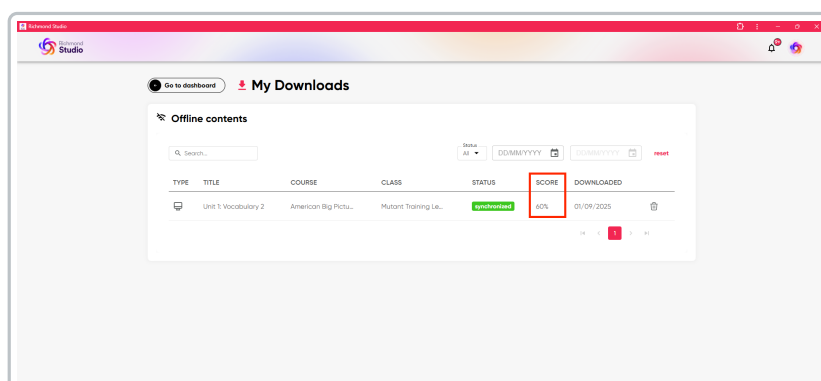 Richmond Studio
Richmond
Studio
9+
Go to dashboard
My Downloads
Offline contents
Search...
Status
All
DD/MM/YYYY
DD/MM/YYYY
reset
TYPE TITLE COURSE CLASS STATUS SCORE DOWNLOADED
Unit 1: Vocabulary 2 American Big Pictu... Mutant Training Le... synchronized 60% 01/09/2025
1